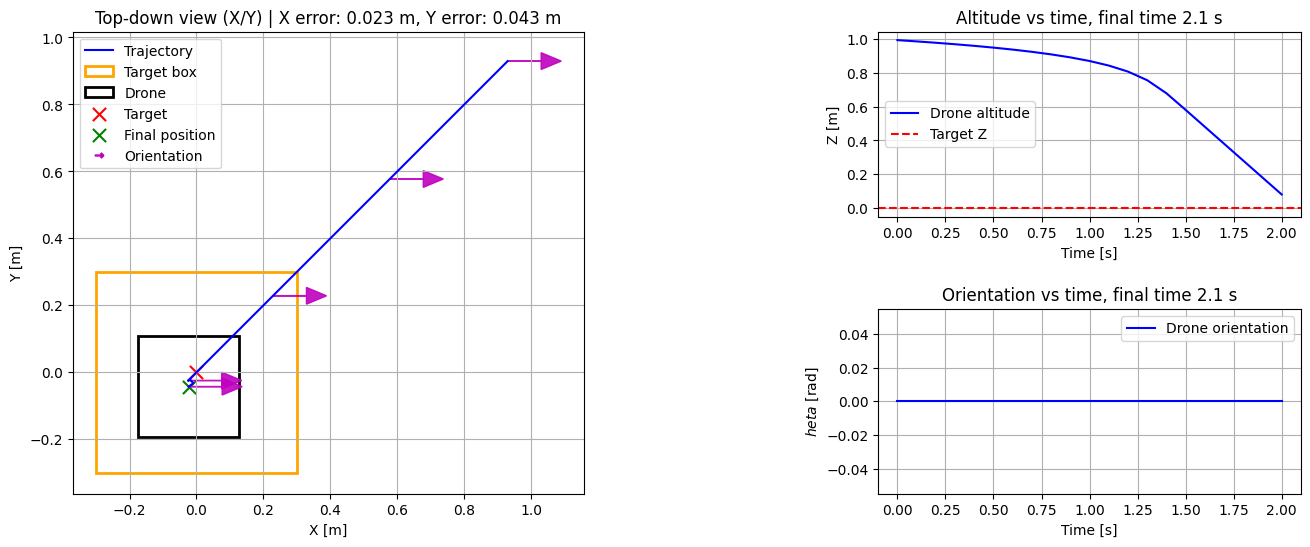 Top-down view (X/Y) | X error: 0.023 m, Y error: 0.043 m
Trajectory
Target box
Drone
Target
Final position
Orientation
Y [m]
1.0
0.8
0.6
0.4
0.2
0.0
−0.2
−0.2 0.0 0.2 0.4 0.6 0.8 1.0
X [m]
Altitude vs time, final time 2.1 s
Drone altitude
Target Z
Z [m]
1.0
0.8
0.6
0.4
0.2
0.0
0.00 0.25 0.50 0.75 1.00 1.25 1.50 1.75 2.00
Time [s]
Orientation vs time, final time 2.1 s
Drone orientation
heta [rad]
0.04
0.02
0.00
−0.02
−0.04
0.00 0.25 0.50 0.75 1.00 1.25 1.50 1.75 2.00
Time [s]